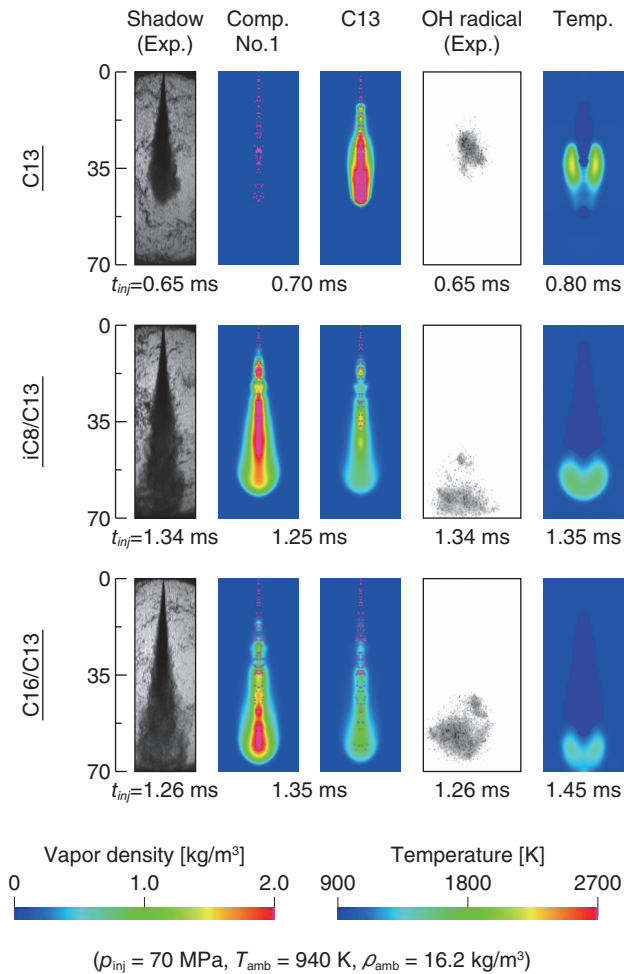 Shadow (Exp.) Comp. No.1 C13 OH radical (Exp.) Temp.
C13
0
35
70
t_inj=0.65 ms 0.70 ms 0.65 ms 0.80 ms
iC8/C13
0
35
70
t_inj=1.34 ms 1.25 ms 1.34 ms 1.35 ms
C16/C13
0
35
70
t_inj=1.26 ms 1.35 ms 1.26 ms 1.45 ms
Vapor density [kg/m³] Temperature [K]
0 1.0 2.0 900 1800 2700
(p_inj = 70 MPa, T_amb = 940 K, ρ_amb = 16.2 kg/m³)